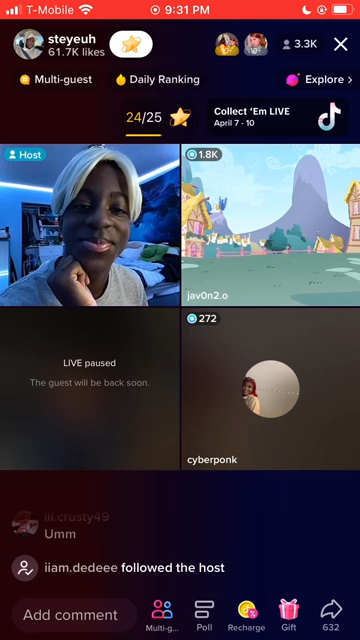 T-Mobile 9:31 PM
steyeuh
61.7K likes
3.3K
Multi-guest Daily Ranking Explore
24/25
Collect 'Em LIVE
April 7 - 10
Host
1.8K
jav0n2.o
LIVE paused
The guest will be back soon.
272
cyberponk
lil.crusty49
Umm
iiam.dedeee followed the host
Add comment
Multi-g... Poll Recharge Gift 632